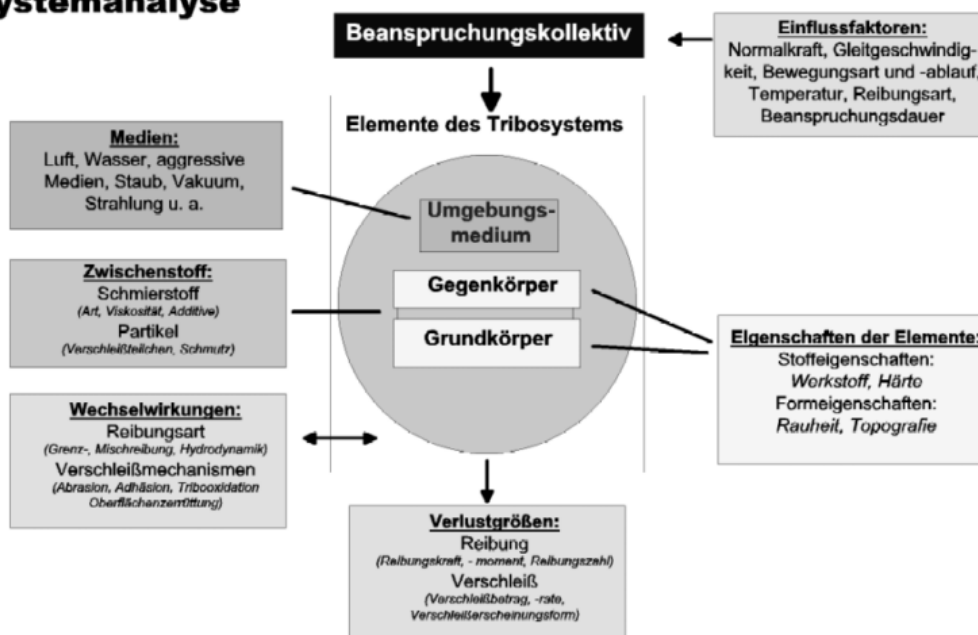 ystemanalyse
Beanspruchungskollektiv
Einflussfaktoren:
Normalkraft, Gleitgeschwindig-
keit, Bewegungsart und -ablauf,
Temperatur, Reibungsart,
Beanspruchungsdauer
Elemente des Tribosystems
Medien:
Luft, Wasser, aggressive
Medien, Staub, Vakuum,
Strahlung u. a.
Umgebungs-
medium
Zwischenstoff:
Schmierstoff
(Art, Viskosität, Additive)
Partikel
(Verschleißteilchen, Schmutz)
Gegenkörper
Grundkörper
Eigenschaften der Elemente:
Stoffeigenschaften:
Werkstoff, Härte
Formeigenschaften:
Rauheit, Topografie
Wechselwirkungen:
Reibungsart
(Grenz-, Mischreibung, Hydrodynamik)
Verschleißmechanismen
(Abrasion, Adhäsion, Tribooxidation
Oberflächenzerrüttung)
Verlustgrößen:
Reibung
(Reibungskraft, - moment, Reibungszahl)
Verschleiß
(Verschleißbetrag, -rate,
Verschleißerscheinungsform)